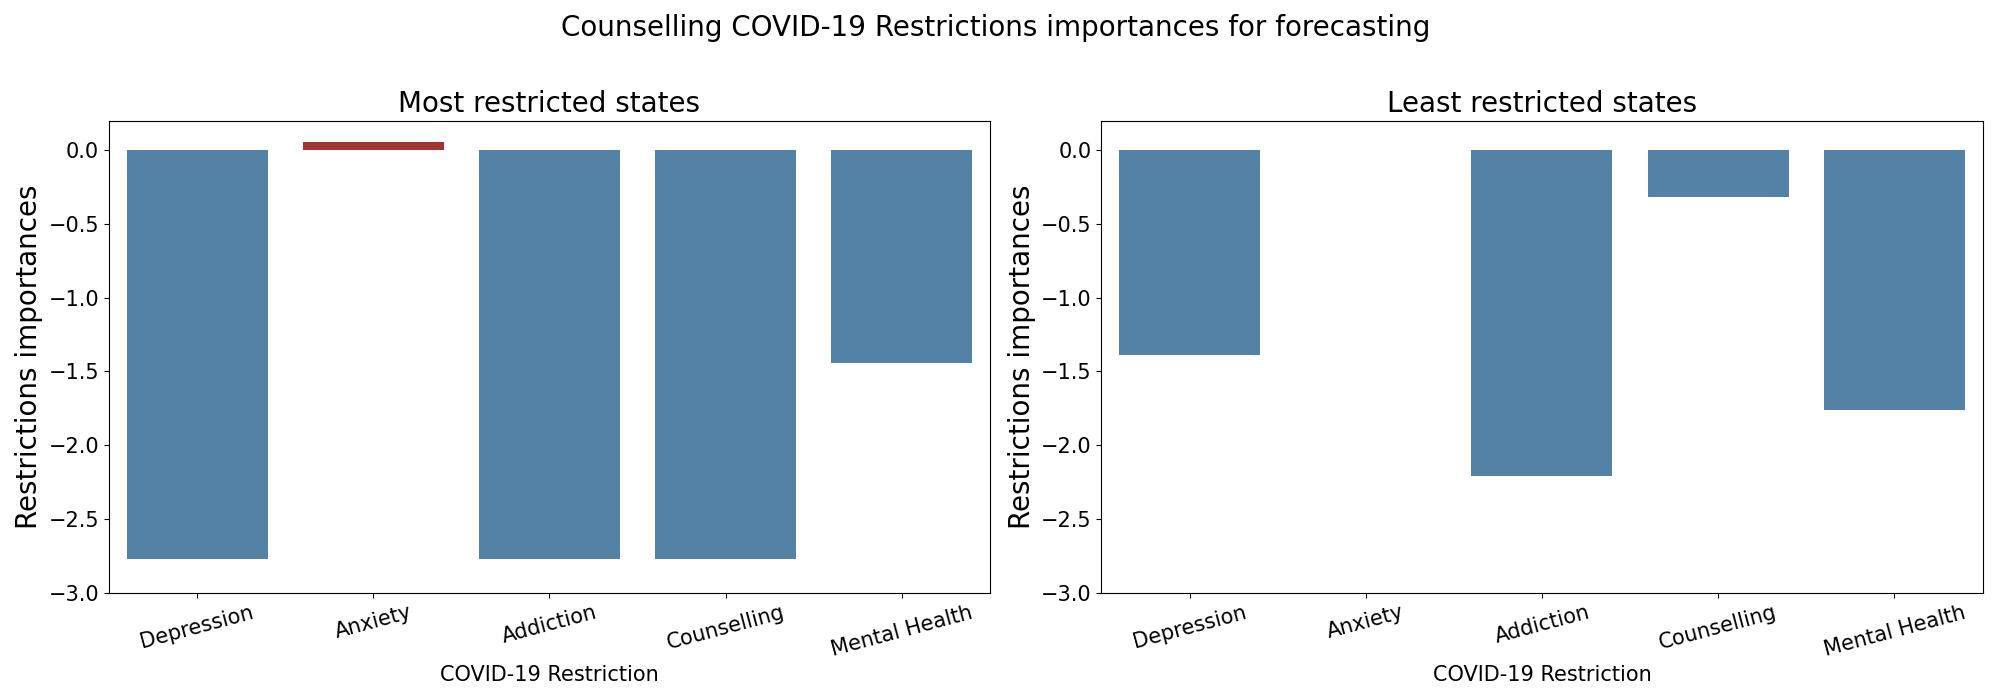 Counselling COVID-19 Restrictions importances for forecasting
Most restricted states
Restrictions importances
0.0
−0.5
−1.0
−1.5
−2.0
−2.5
−3.0
Depression
Anxiety
Addiction
Counselling
Mental Health
COVID-19 Restriction
Least restricted states
Restrictions importances
0.0
−0.5
−1.0
−1.5
−2.0
−2.5
−3.0
Depression
Anxiety
Addiction
Counselling
Mental Health
COVID-19 Restriction